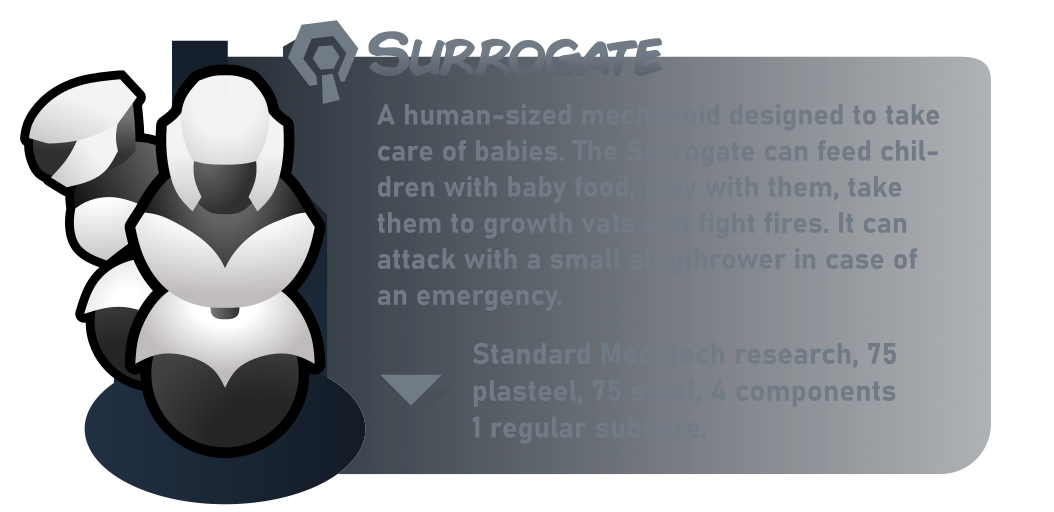 SURROGATE
A human-sized mechanoid designed to take
care of babies. The Surrogate can feed chil-
dren with baby food, play with them, take
them to growth vats and fight fires. It can
attack with a small slugthrower in case of
an emergency.
Standard Mechtech research, 75
plasteel, 75 steel, 4 components
1 regular subcore.